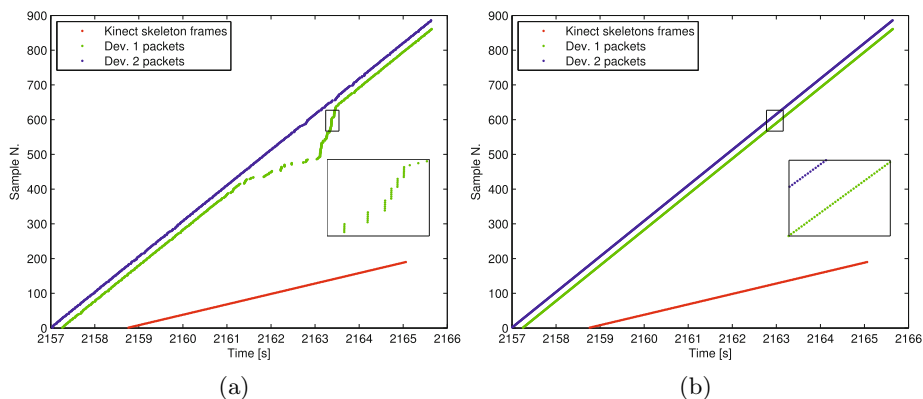 900
800
700
600
500
400
300
200
100
0
Sample N.
Kinect skeleton frames
Dev. 1 packets
Dev. 2 packets
2157 2158 2159 2160 2161 2162 2163 2164 2165 2166
Time [s]
(a)
900
800
700
600
500
400
300
200
100
0
Sample N.
Kinect skeletons frames
Dev. 1 packets
Dev. 2 packets
2157 2158 2159 2160 2161 2162 2163 2164 2165 2166
Time [s]
(b)